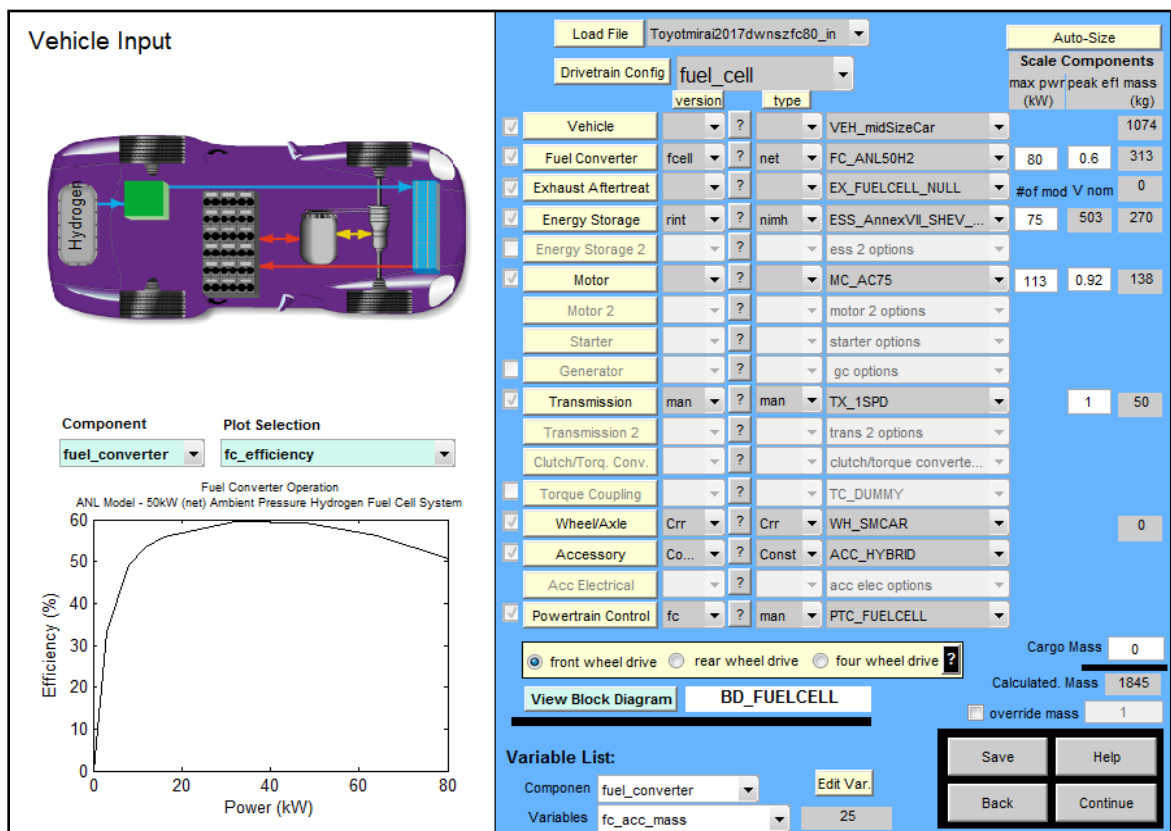 Vehicle Input
Hydrogen
Component
Plot Selection
fuel_converter
fc_efficiency
Fuel Converter Operation
ANL Model - 50kW (net) Ambient Pressure Hydrogen Fuel Cell System
Efficiency (%)
60
50
40
30
20
10
0
0 20 40 60 80
Power (kW)
Load File Toyotmirai2017dwnszfc80_in
Auto-Size
Drivetrain Config fuel_cell
Scale Components
max pwr peak eff mass
(kW) (kg)
version type
Vehicle ? VEH_midSizeCar 1074
Fuel Converter fcell ? net FC_ANL50H2 80 0.6 313
Exhaust Aftertreat ? EX_FUELCELL_NULL #of mod V nom 0
Energy Storage rint ? nimh ESS_AnnexVII_SHEV_... 75 503 270
Energy Storage 2 ? ess 2 options
Motor ? MC_AC75 113 0.92 138
Motor 2 ? motor 2 options
Starter ? starter options
Generator ? gc options
Transmission man ? man TX_1SPD 1 50
Transmission 2 ? trans 2 options
Clutch/Torq. Conv. ? clutch/torque converte...
Torque Coupling ? TC_DUMMY
Wheel/Axle Crr ? Crr WH_SMCAR 0
Accessory Co... ? Const ACC_HYBRID
Acc Electrical ? acc elec options
Powertrain Control fc ? man PTC_FUELCELL
front wheel drive rear wheel drive four wheel drive ?
Cargo Mass 0
Calculated. Mass 1845
View Block Diagram BD_FUELCELL
override mass 1
Variable List:
Componen fuel_converter Edit Var.
Variables fc_acc_mass 25
Save Help
Back Continue